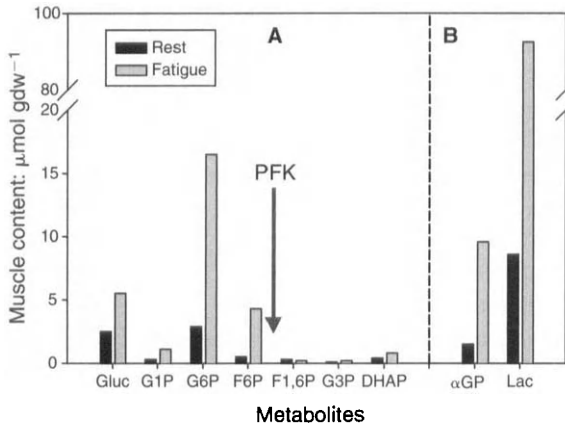 100
A
B
Rest
Fatigue
80
20
15
10
5
0
Muscle content: μmol gdw−1
PFK
Gluc G1P G6P F6P F1,6P G3P DHAP αGP Lac
Metabolites